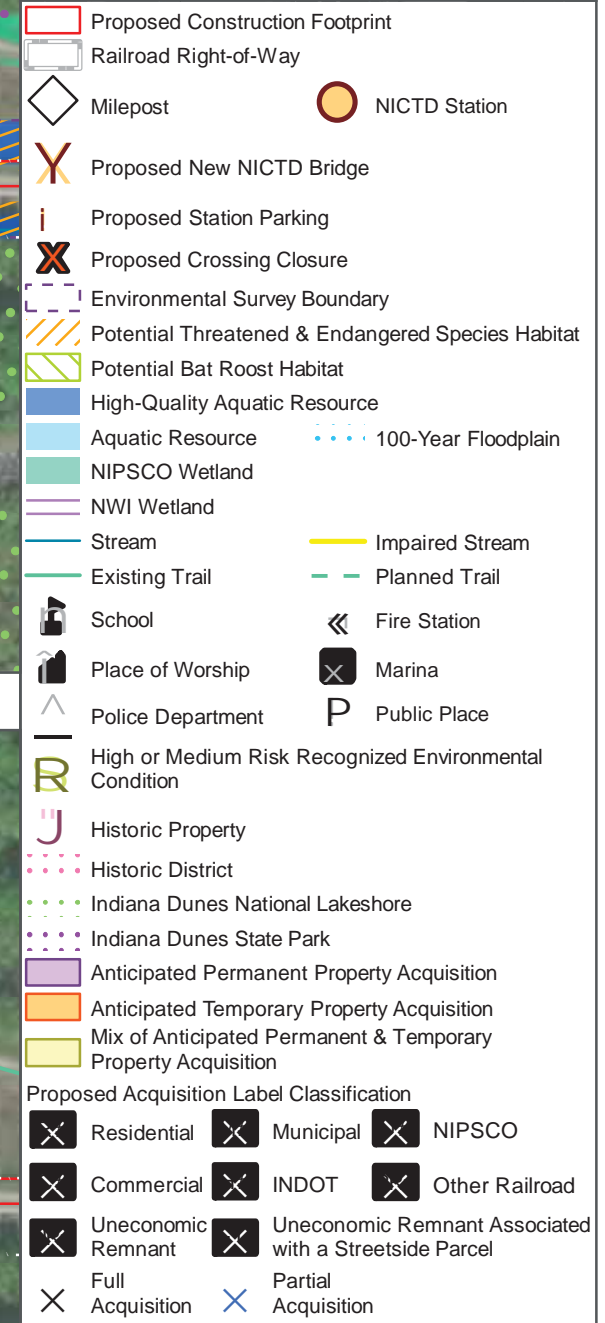 Proposed Construction Footprint
Railroad Right-of-Way
Milepost NICTD Station
Proposed New NICTD Bridge
Proposed Station Parking
Proposed Crossing Closure
Environmental Survey Boundary
Potential Threatened & Endangered Species Habitat
Potential Bat Roost Habitat
High-Quality Aquatic Resource
Aquatic Resource 100-Year Floodplain
NIPSCO Wetland
NWI Wetland
Stream Impaired Stream
Existing Trail Planned Trail
School Fire Station
Place of Worship Marina
Police Department Public Place
High or Medium Risk Recognized Environmental
Condition
Historic Property
Historic District
Indiana Dunes National Lakeshore
Indiana Dunes State Park
Anticipated Permanent Property Acquisition
Anticipated Temporary Property Acquisition
Mix of Anticipated Permanent & Temporary
Property Acquisition
Proposed Acquisition Label Classification
Residential Municipal NIPSCO
Commercial INDOT Other Railroad
Uneconomic Uneconomic Remnant Associated
Remnant with a Streetside Parcel
Full Partial
Acquisition Acquisition